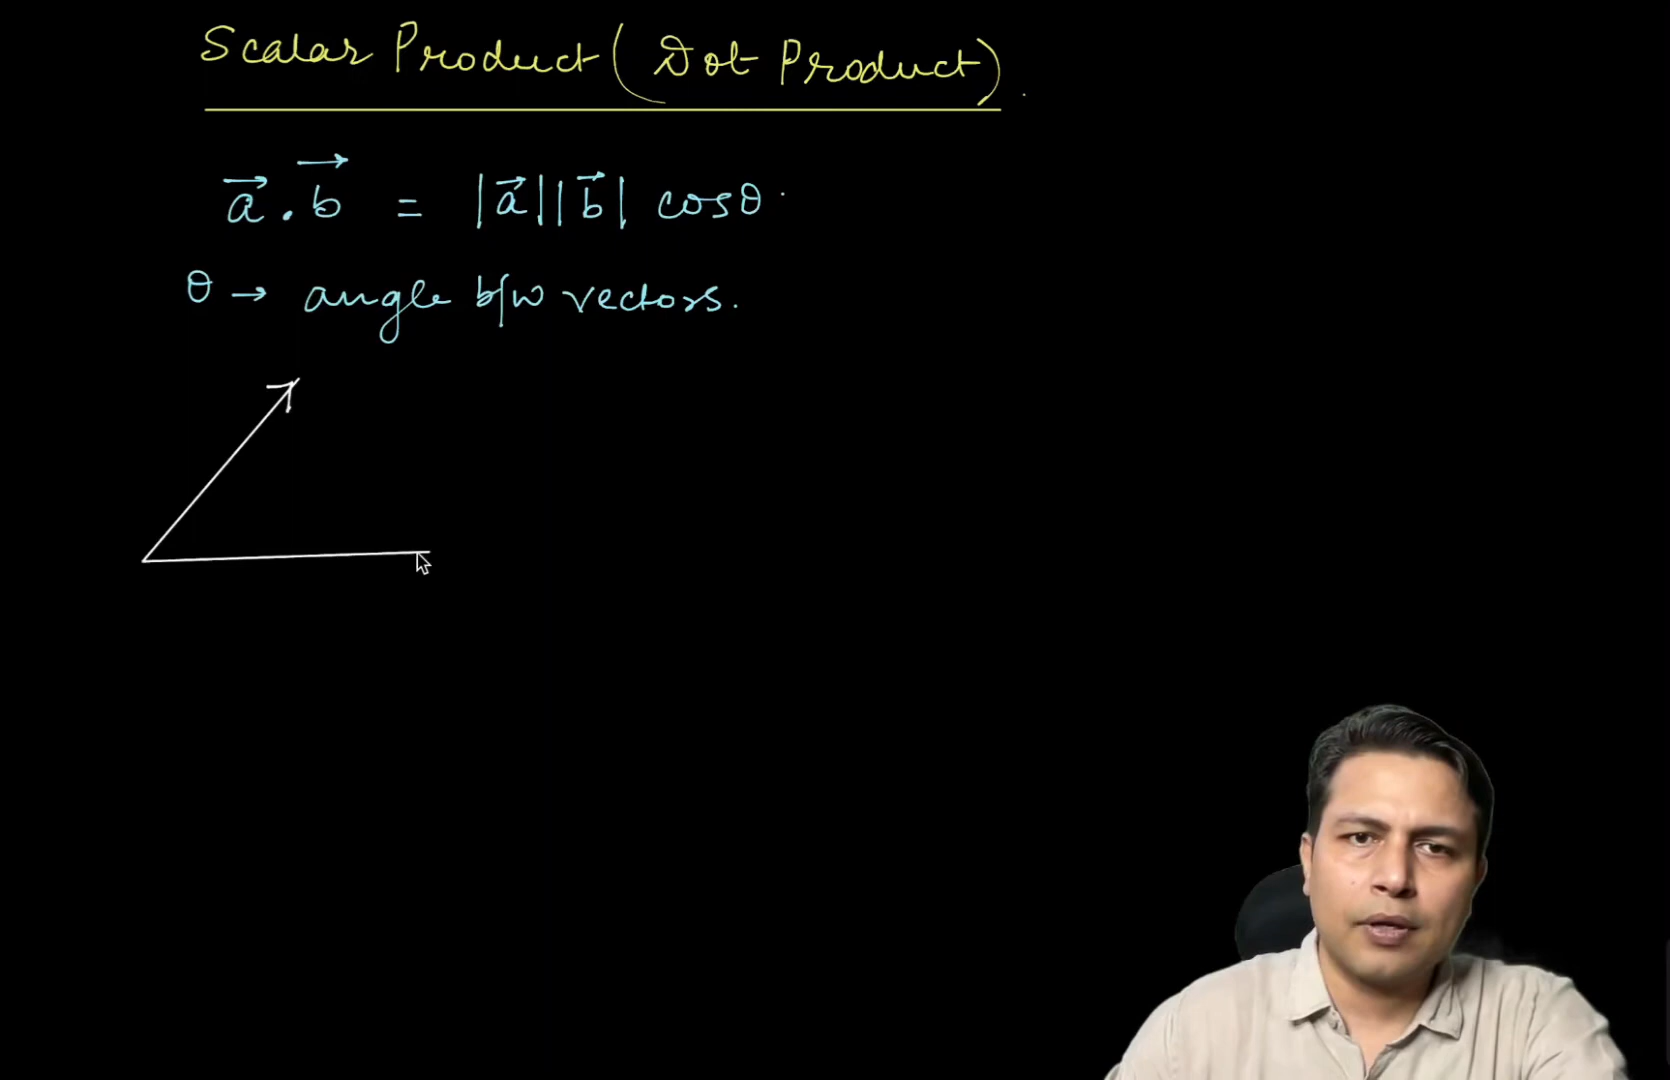 Scalar Product (Dot Product).
a⃗ . b⃗ = |a⃗||b⃗| cosθ.
θ → angle b/w vectors.